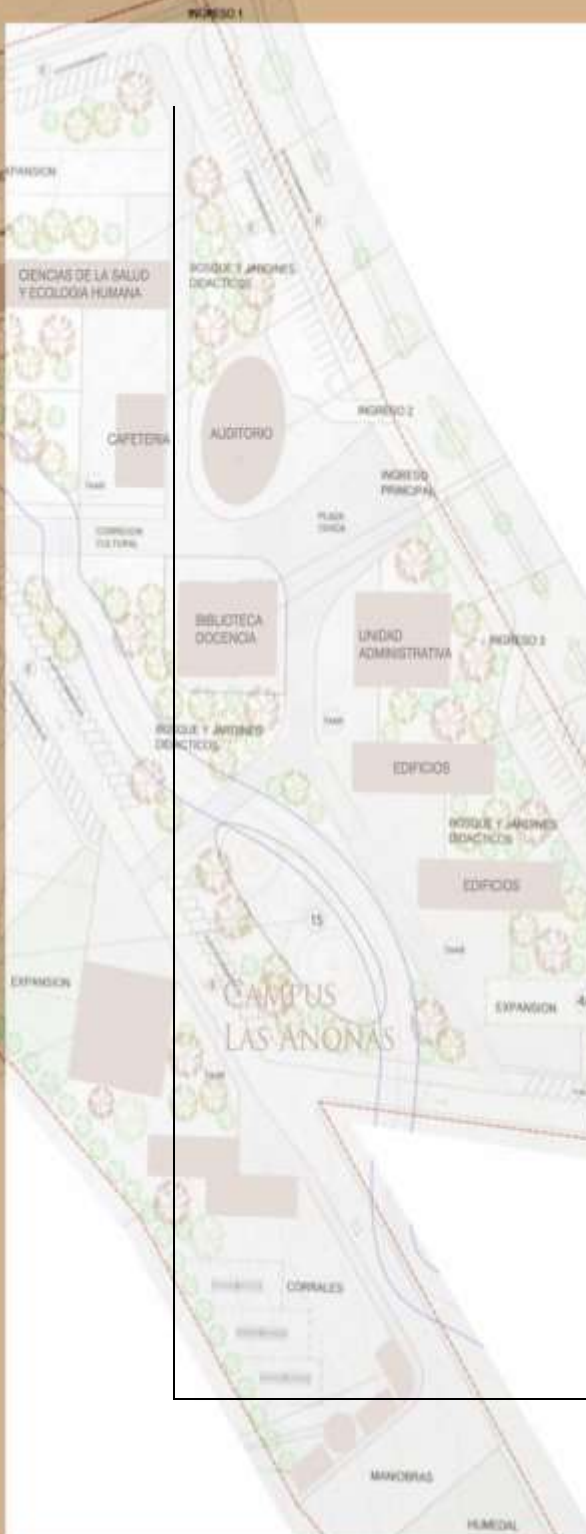 INGRESO 1
EXPANSION
CIENCIAS DE LA SALUD
Y ECOLOGIA HUMANA
BOSQUE Y JARDINES
DIDACTICOS
CAFETERIA
AUDITORIO
INGRESO 2
INGRESO
PRINCIPAL
PLAZA
CIVICA
CORREDOR
CULTURAL
BIBLIOTECA
DOCENCIA
UNIDAD
ADMINISTRATIVA
INGRESO 3
BOSQUE Y JARDINES
DIDACTICOS
EDIFICIOS
BOSQUE Y JARDINES
DIDACTICOS
EDIFICIOS
15
EXPANSION
CAMPUS
LAS ANONAS
EXPANSION
CORRALES
MANIOBRAS
HUMEDAL